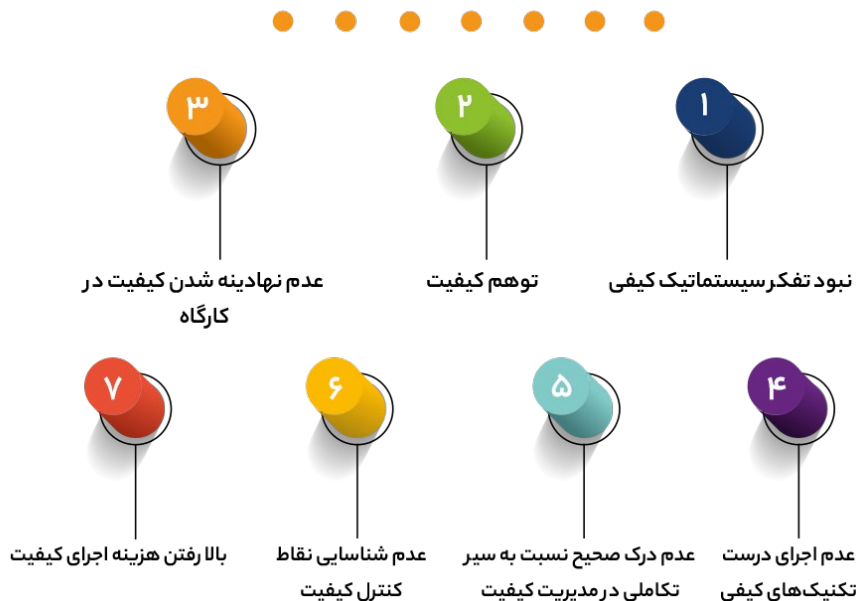 ۱
نبود تفکر سیستماتیک کیفی
۲
توهم کیفیت
۳
عدم نهادینه شدن کیفیت در
کارگاه
۴
عدم اجرای درست
تکنیک‌های کیفی
۵
عدم درک صحیح نسبت به سیر
تکاملی در مدیریت کیفیت
۶
عدم شناسایی نقاط
کنترل کیفیت
۷
بالا رفتن هزینه اجرای کیفیت